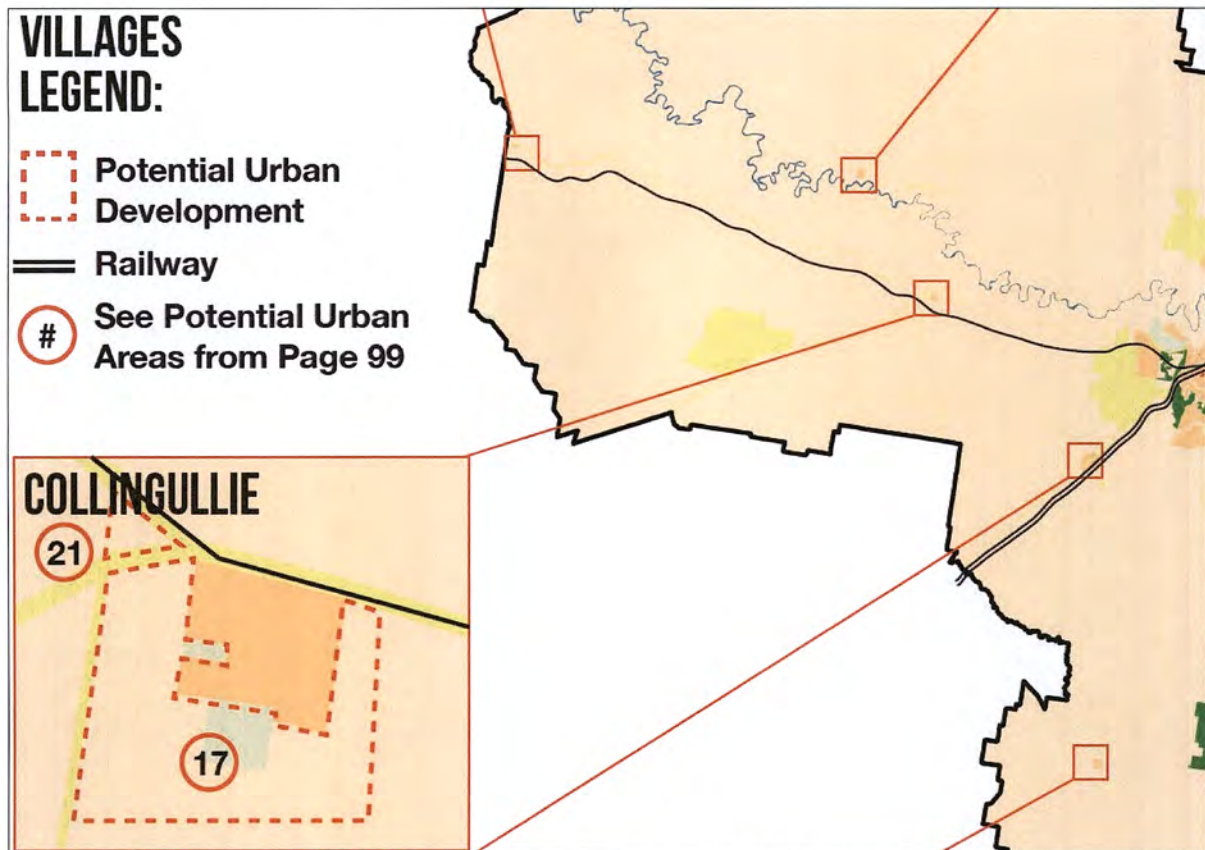 VILLAGES
LEGEND:
Potential Urban
Development
Railway
#
See Potential Urban
Areas from Page 99
COLLINGULLIE
21
17